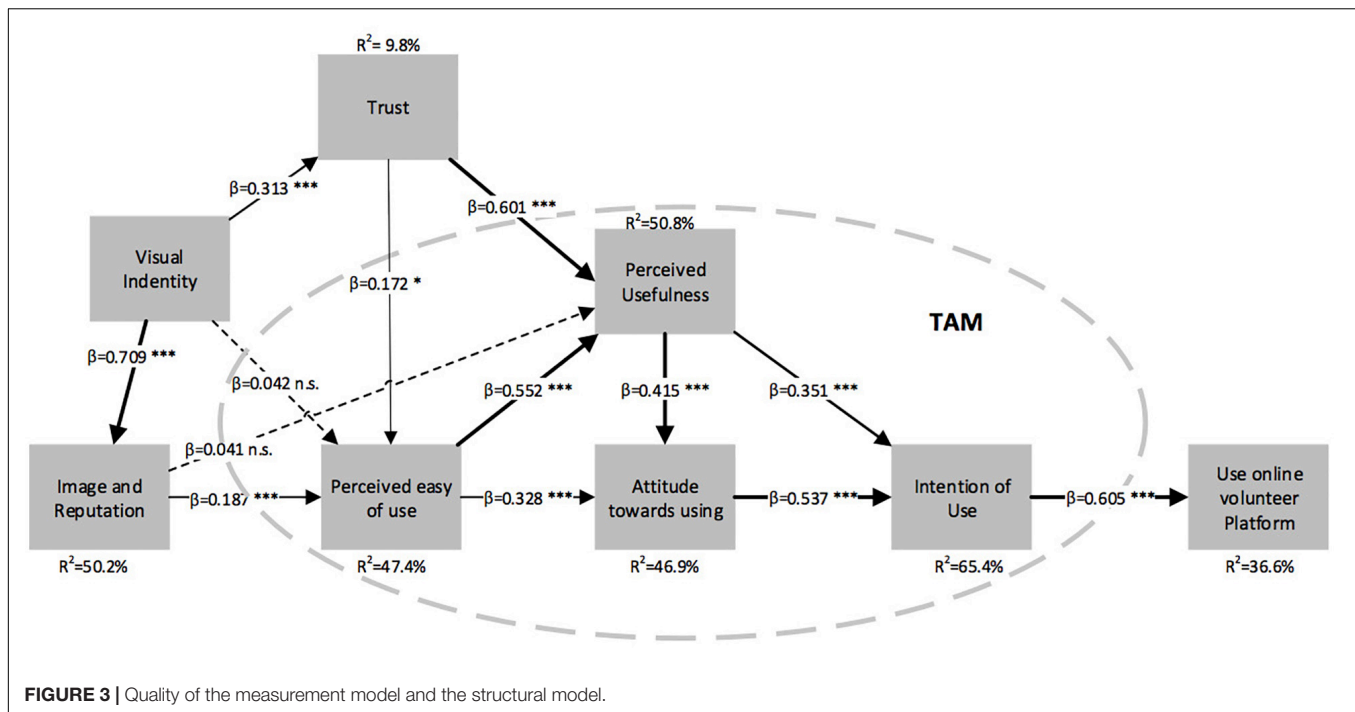 R²= 9.8%
Trust
β=0.313 ***
β=0.601 ***
R²=50.8%
Visual
Indentity
Perceived
Usefulness
β=0.172 *
TAM
β=0.709 ***
β=0.042 n.s.
β=0.552 ***
β=0.415 ***
β=0.351 ***
β=0.041 n.s.
Image and
Reputation
β=0.187 ***
Perceived easy
of use
β=0.328 ***
Attitude
towards using
β=0.537 ***
Intention of
Use
β=0.605 ***
Use online
volunteer
Platform
R²=50.2%
R²=47.4%
R²=46.9%
R²=65.4%
R²=36.6%
FIGURE 3 | Quality of the measurement model and the structural model.